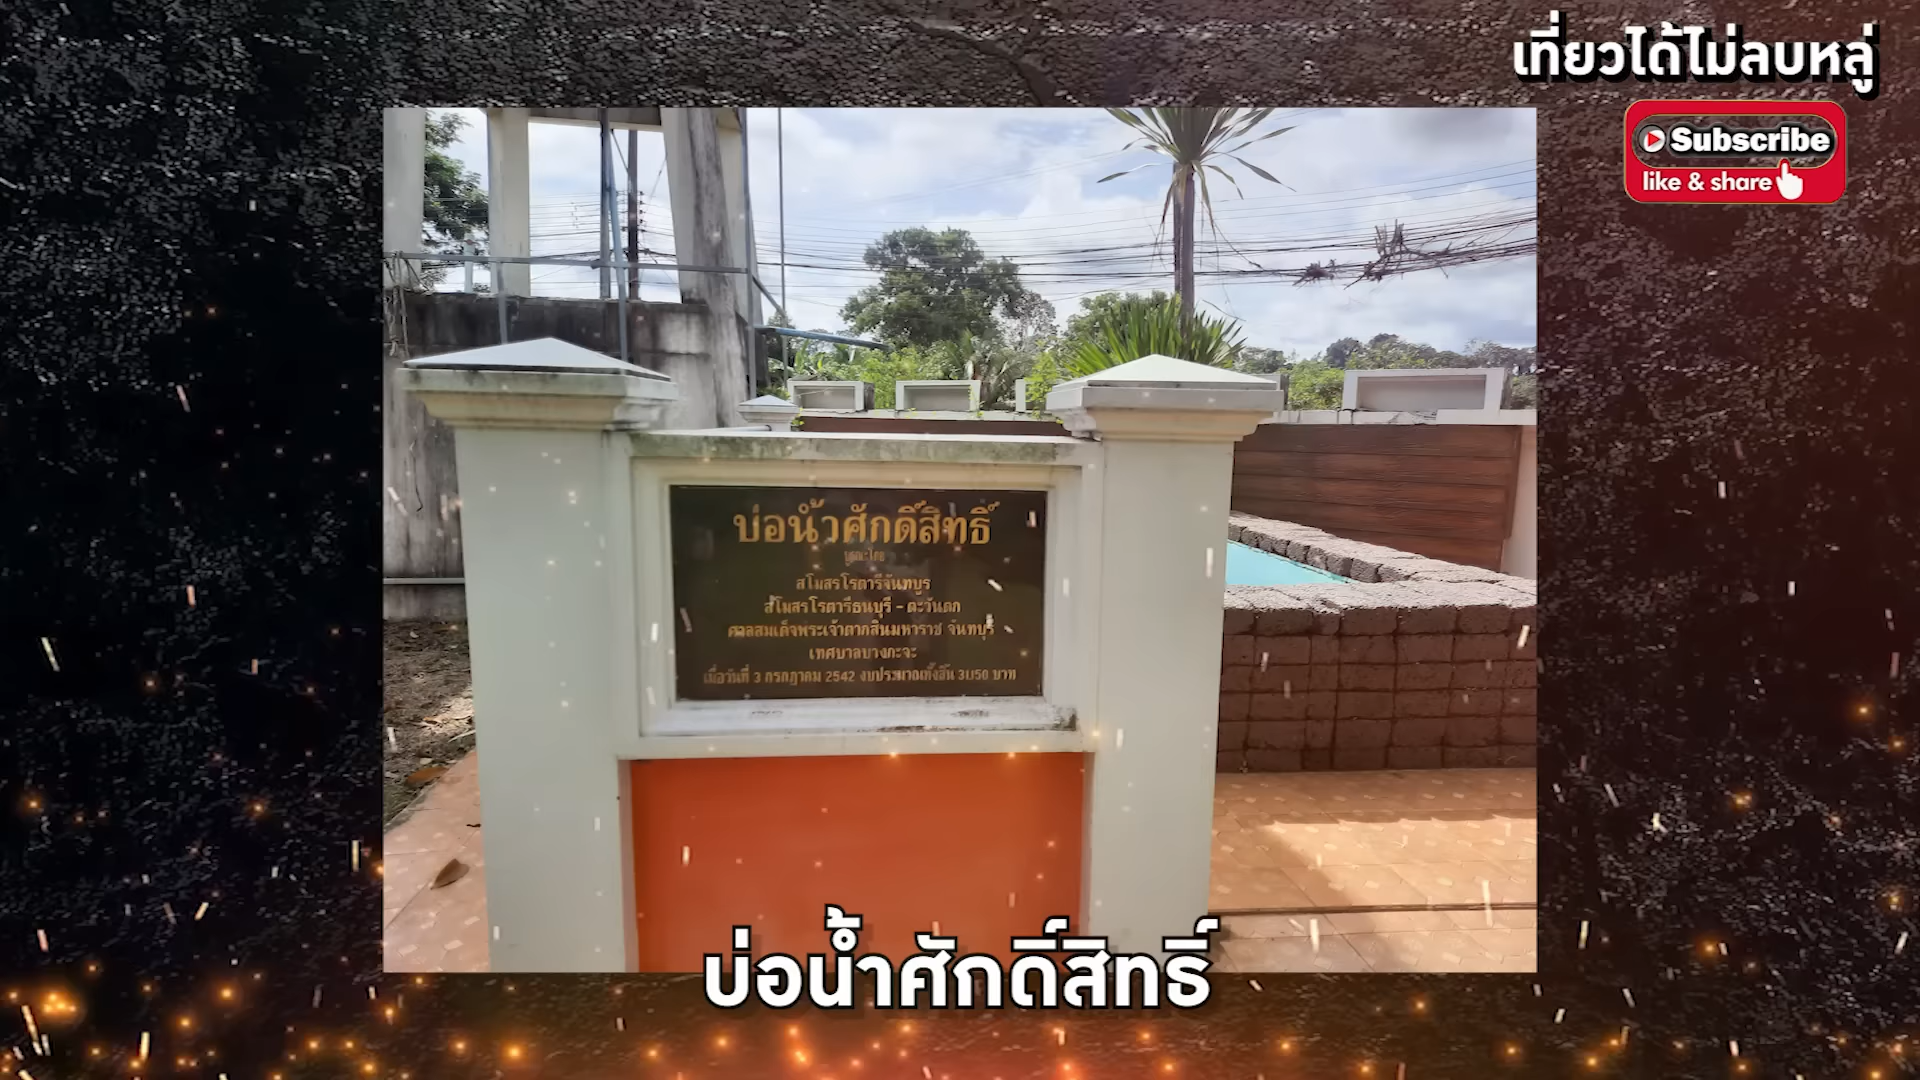 เที่ยวได้ไม่ลบหลู่
Subscribe
like & share
บ่อน้ำศักดิ์สิทธิ์
บูรณะโดย
สโมสรโรตารีจันทบูร
สโมสรโรตารีธนบุรี - ตะวันตก
ศาลสมเด็จพระเจ้าตากสินมหาราช จันทบุรี
เทศบาลบางกะจะ
เมื่อวันที่ 3 กรกฎาคม 2542 งบประมาณทั้งสิ้น บาท
บ่อน้ำศักดิ์สิทธิ์